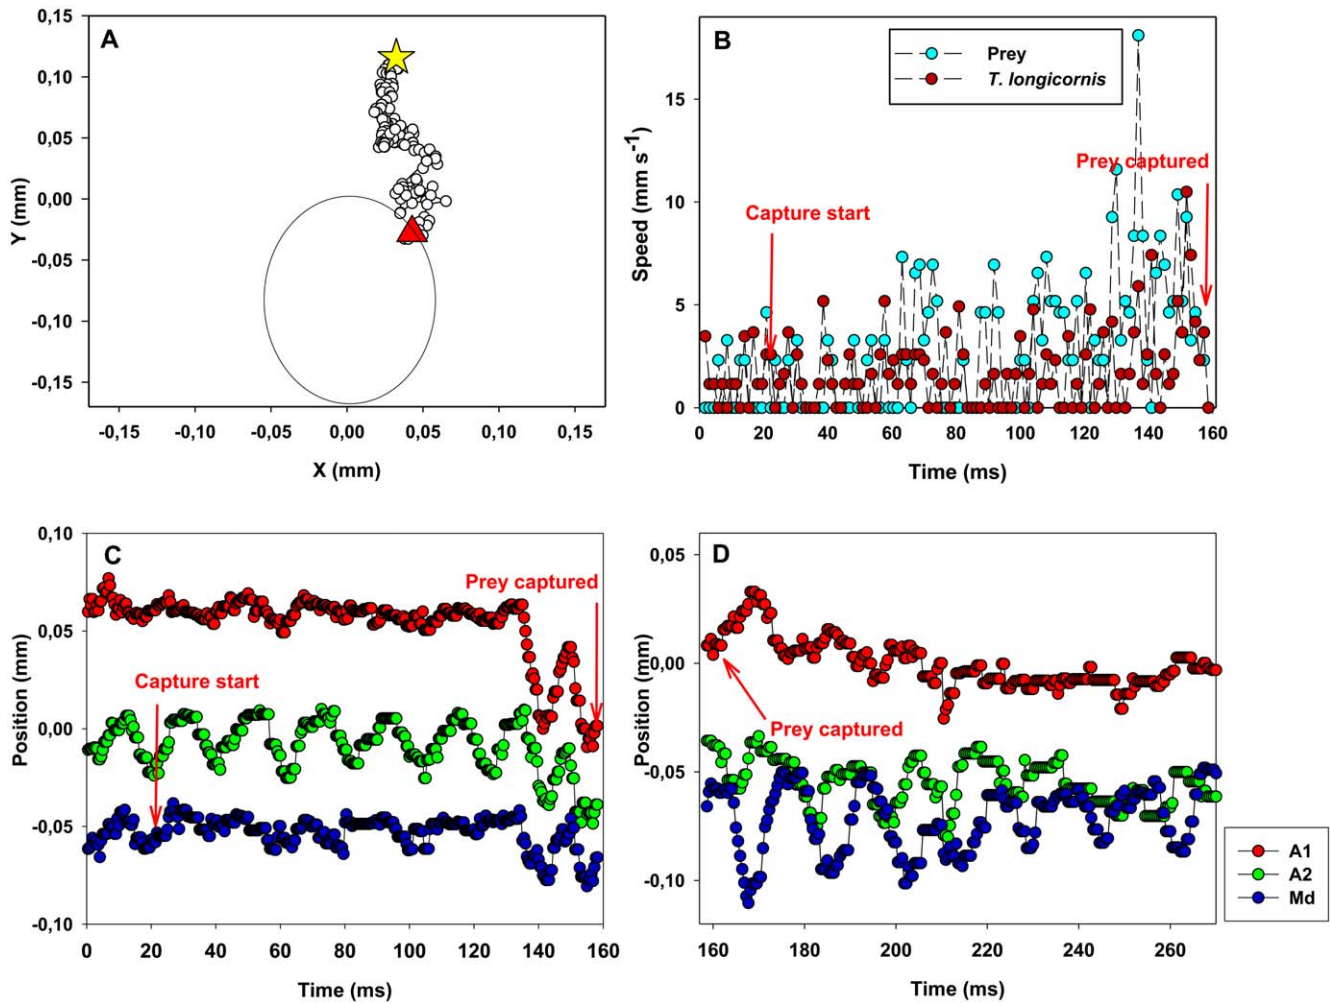 A
0,15
0,10
0,05
0,00
-0,05
-0,10
-0,15
Y (mm)
-0,15 -0,10 -0,05 0,00 0,05 0,10 0,15
X (mm)
B
Prey
T. longicornis
15
10
5
0
Speed (mm s-1)
Capture start
Prey captured
0 20 40 60 80 100 120 140 160
Time (ms)
C
0,10
0,05
0,00
-0,05
-0,10
Position (mm)
Prey captured
Capture start
0 20 40 60 80 100 120 140 160
Time (ms)
D
0,05
0,00
-0,05
-0,10
Position (mm)
Prey captured
160 180 200 220 240 260
Time (ms)
A1
A2
Md